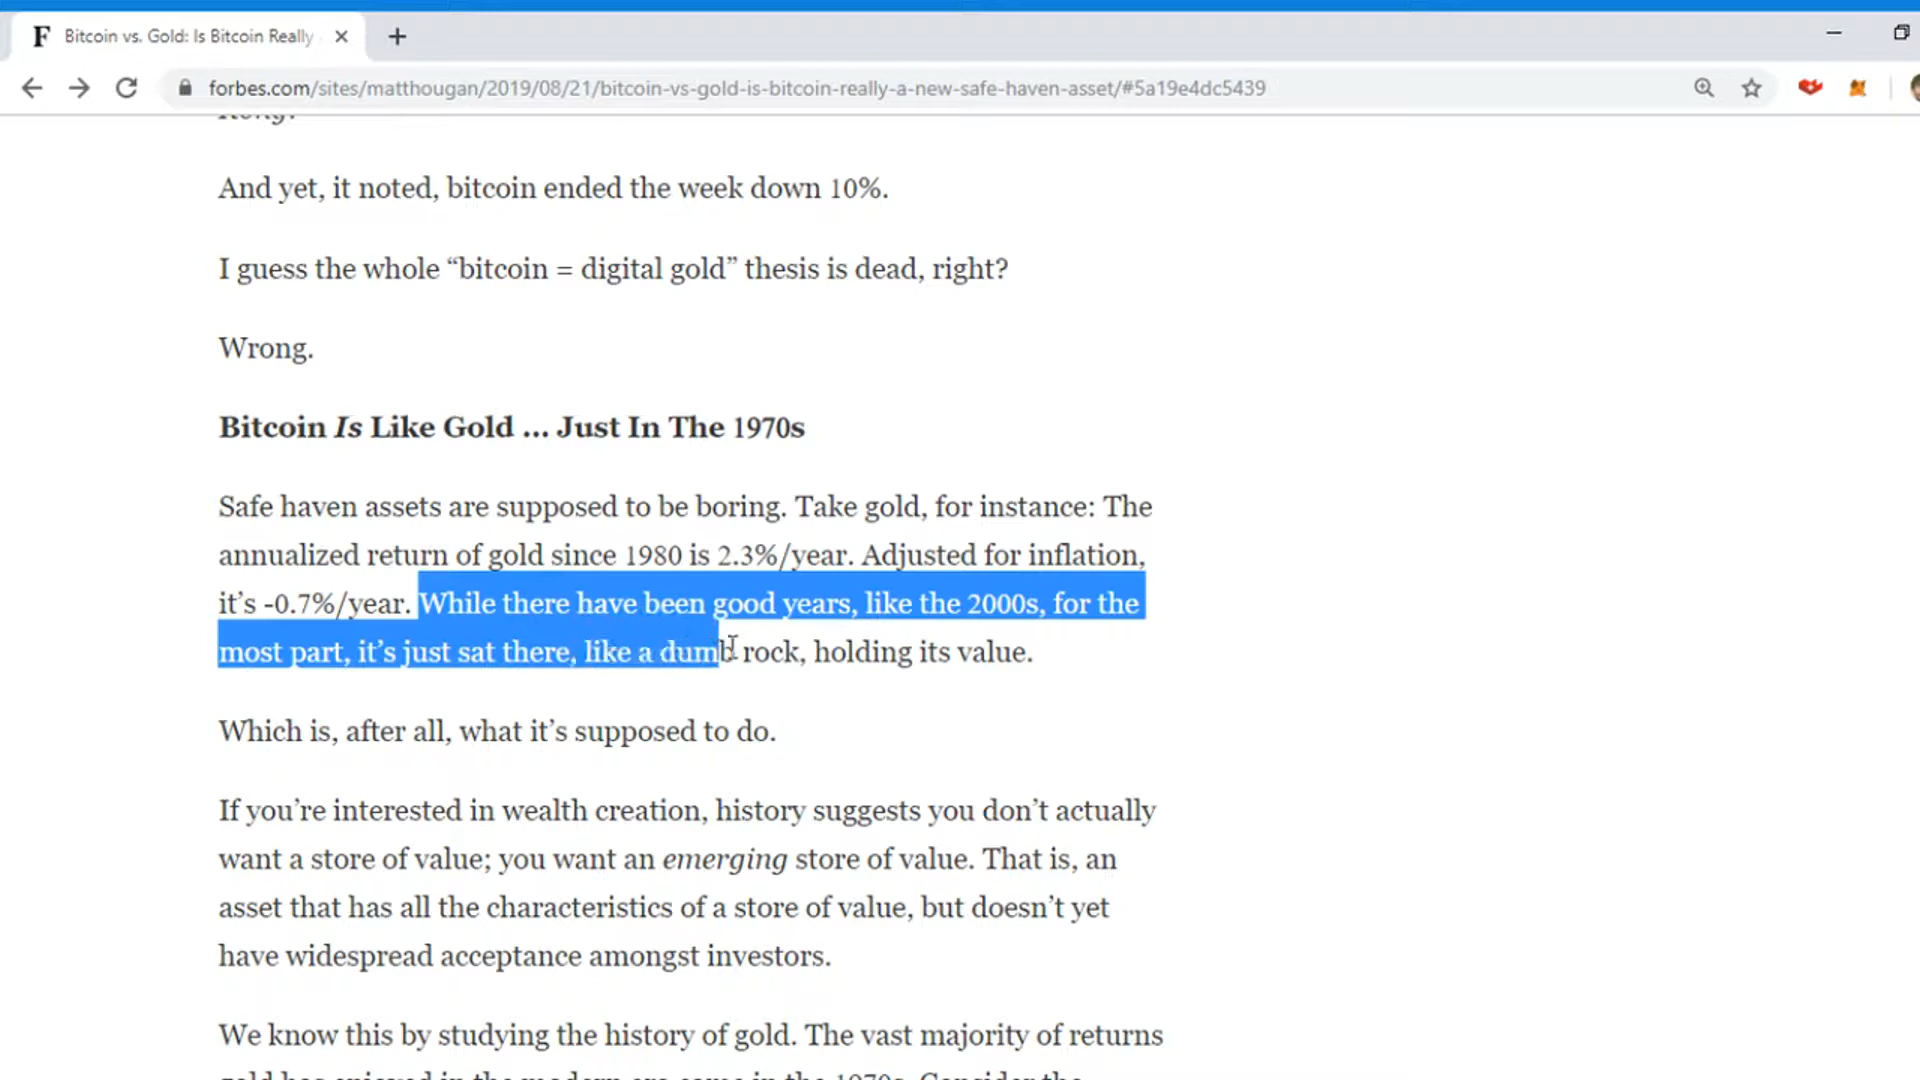 F Bitcoin vs. Gold: Is Bitcoin Really
forbes.com/sites/matthougan/2019/08/21/bitcoin-vs-gold-is-bitcoin-really-a-new-safe-haven-asset/#5a19e4dc5439
And yet, it noted, bitcoin ended the week down 10%.
I guess the whole “bitcoin = digital gold” thesis is dead, right?
Wrong.
Bitcoin Is Like Gold ... Just In The 1970s
Safe haven assets are supposed to be boring. Take gold, for instance: The
annualized return of gold since 1980 is 2.3%/year. Adjusted for inflation,
it’s -0.7%/year. While there have been good years, like the 2000s, for the
most part, it’s just sat there, like a dumb rock, holding its value.
Which is, after all, what it’s supposed to do.
If you’re interested in wealth creation, history suggests you don’t actually
want a store of value; you want an emerging store of value. That is, an
asset that has all the characteristics of a store of value, but doesn’t yet
have widespread acceptance amongst investors.
We know this by studying the history of gold. The vast majority of returns